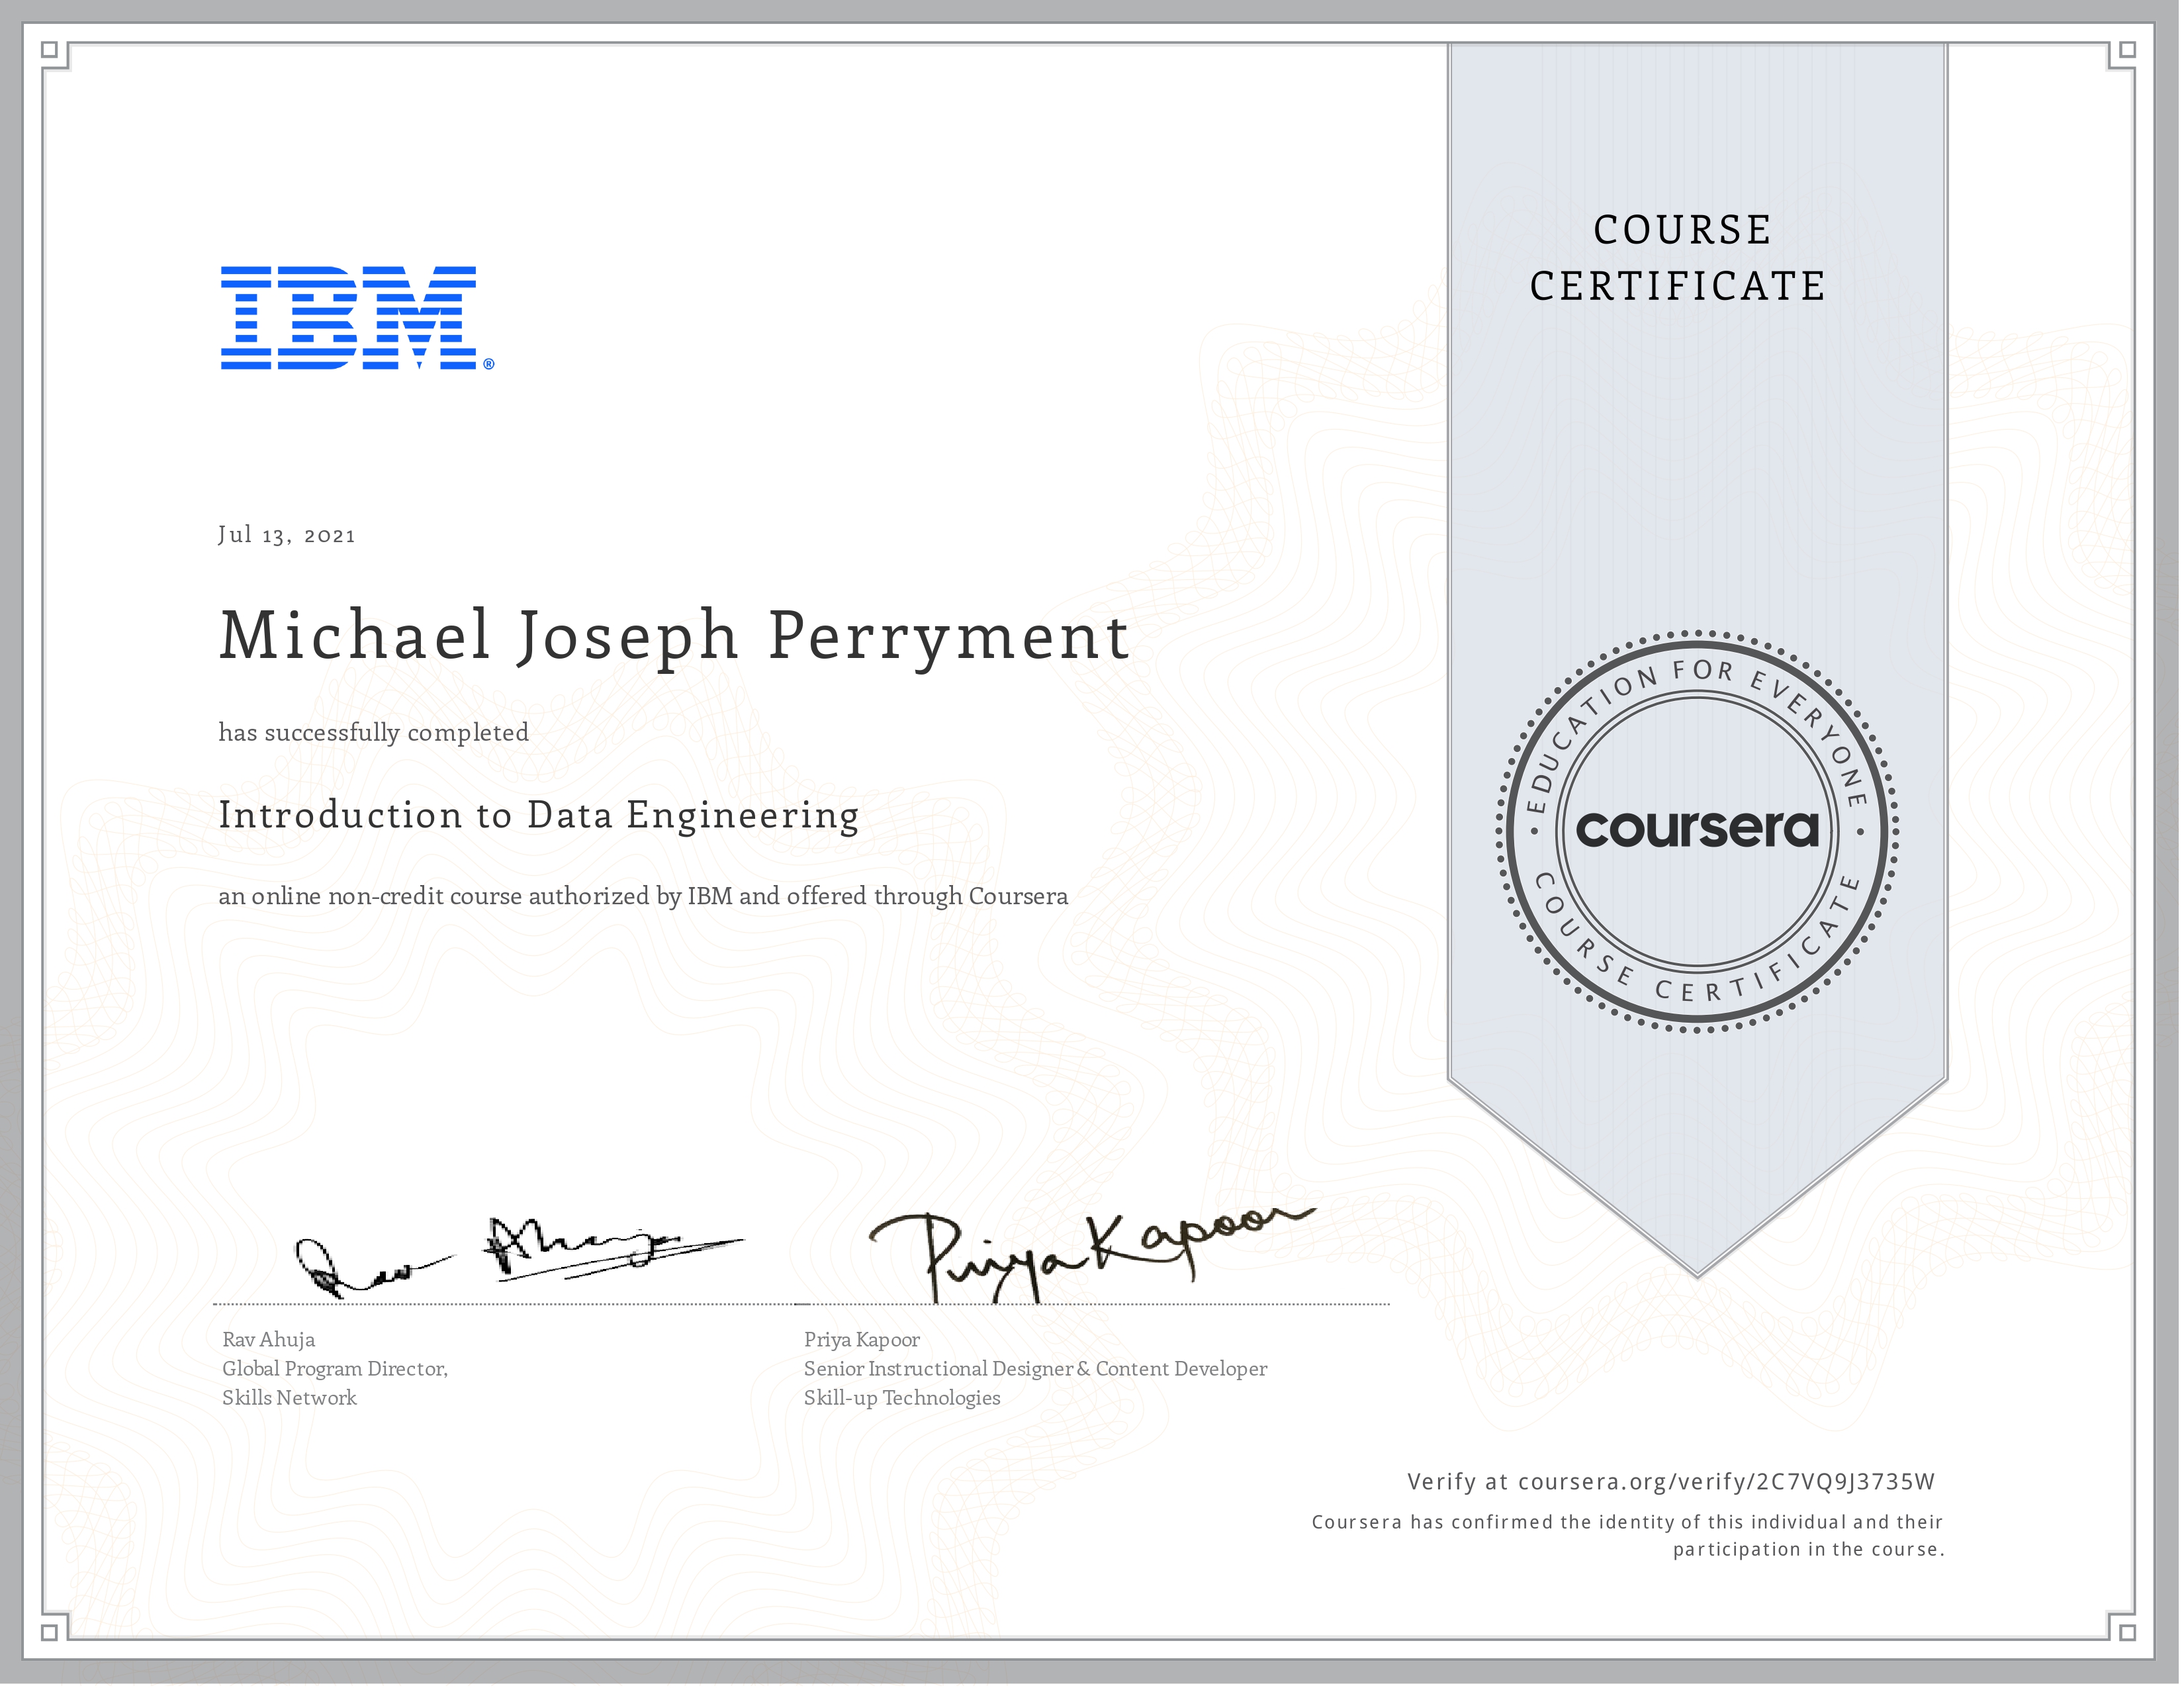 IBM®
Jul 13, 2021
Michael Joseph Perryment
has successfully completed
Introduction to Data Engineering
an online non-credit course authorized by IBM and offered through Coursera
COURSE
CERTIFICATE
EDUCATION FOR EVERYONE
coursera
COURSE CERTIFICATE
Priya Kapoor
Rav Ahuja
Global Program Director,
Skills Network
Priya Kapoor
Senior Instructional Designer & Content Developer
Skill-up Technologies
Verify at coursera.org/verify/2C7VQ9J3735W
Coursera has confirmed the identity of this individual and their
participation in the course.